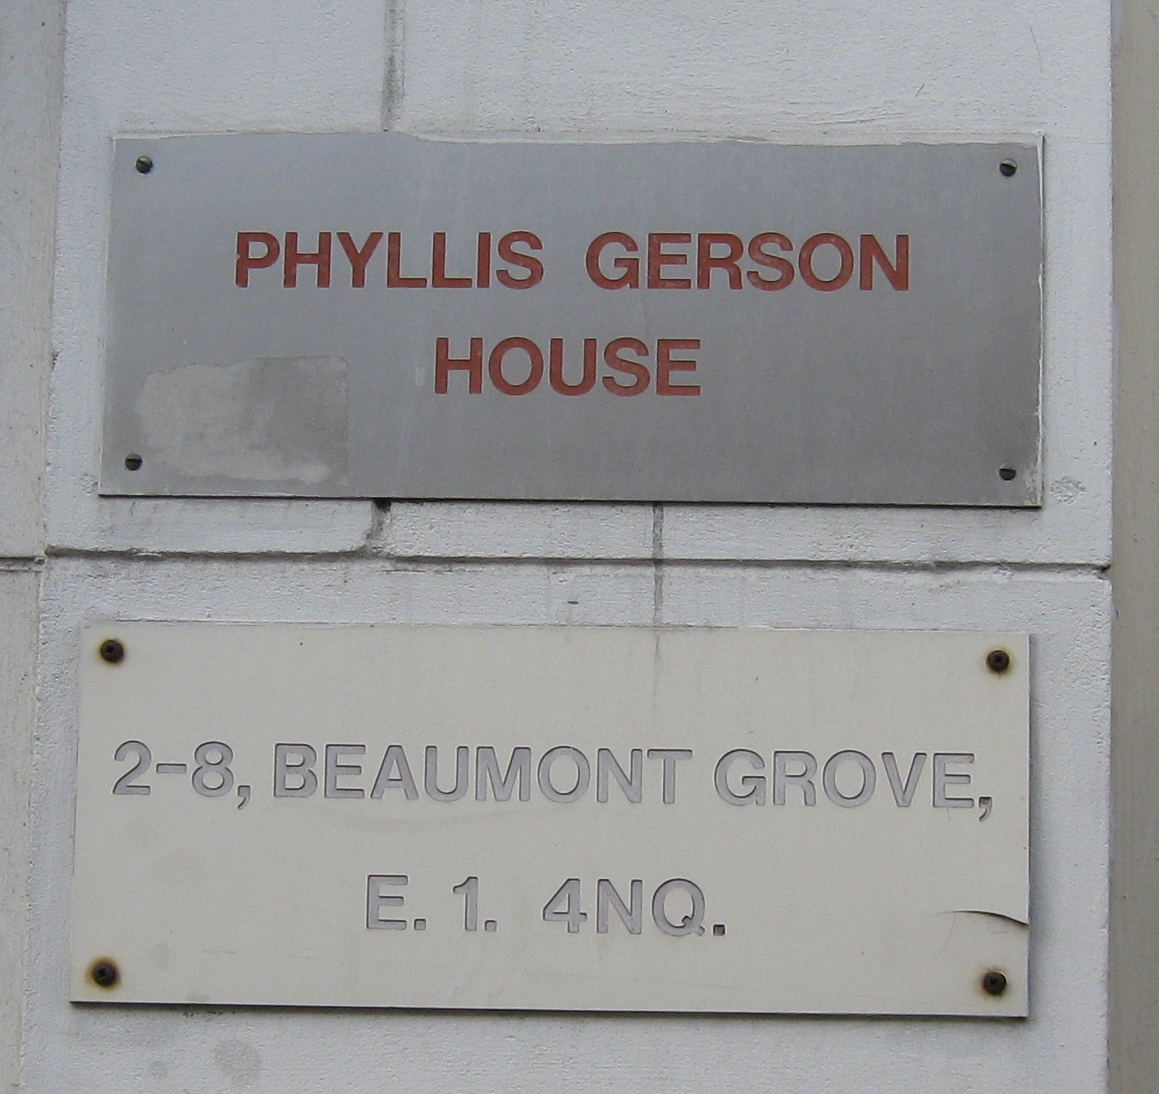 PHYLLIS GERSON
HOUSE
2-8, BEAUMONT GROVE,
E. 1. 4NQ.